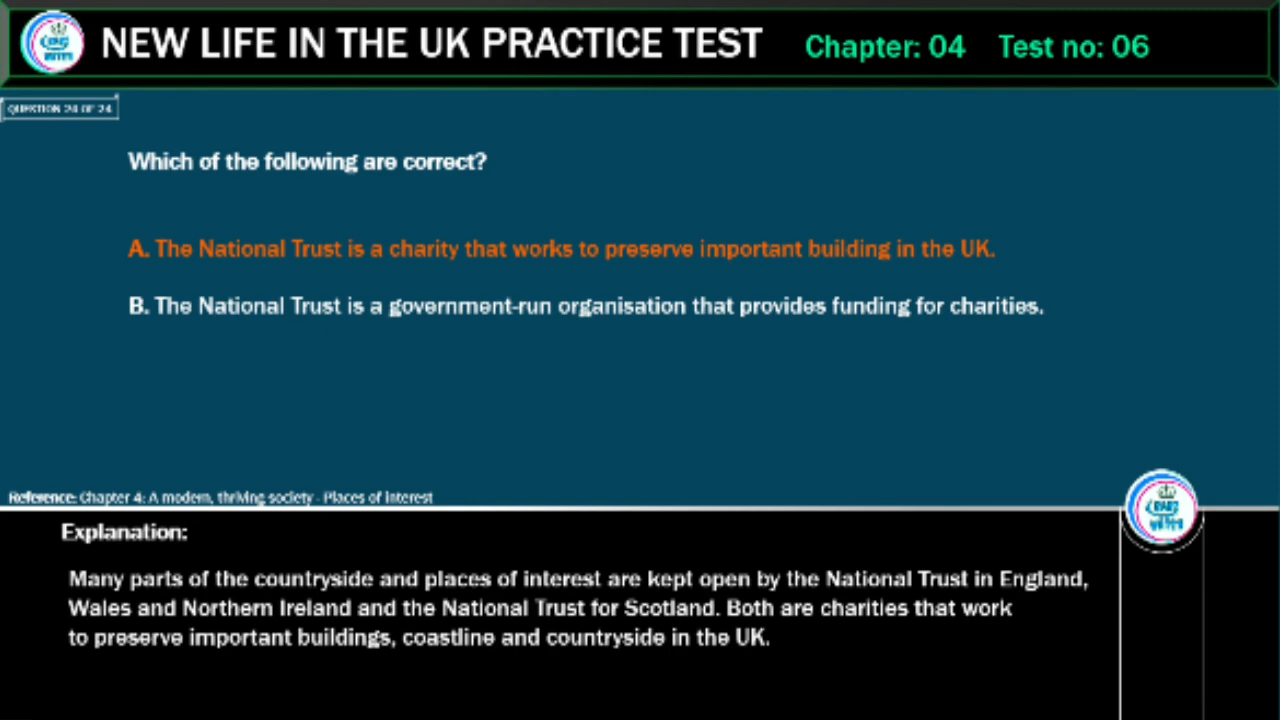 NEW LIFE IN THE UK PRACTICE TEST Chapter: 04 Test no: 06
QUESTION 24 OF 24
Which of the following are correct?
A. The National Trust is a charity that works to preserve important building in the UK.
B. The National Trust is a government-run organisation that provides funding for charities.
Reference: Chapter 4: A modern, thriving society - Places of interest
Explanation:
Many parts of the countryside and places of interest are kept open by the National Trust in England,
Wales and Northern Ireland and the National Trust for Scotland. Both are charities that work
to preserve important buildings, coastline and countryside in the UK.